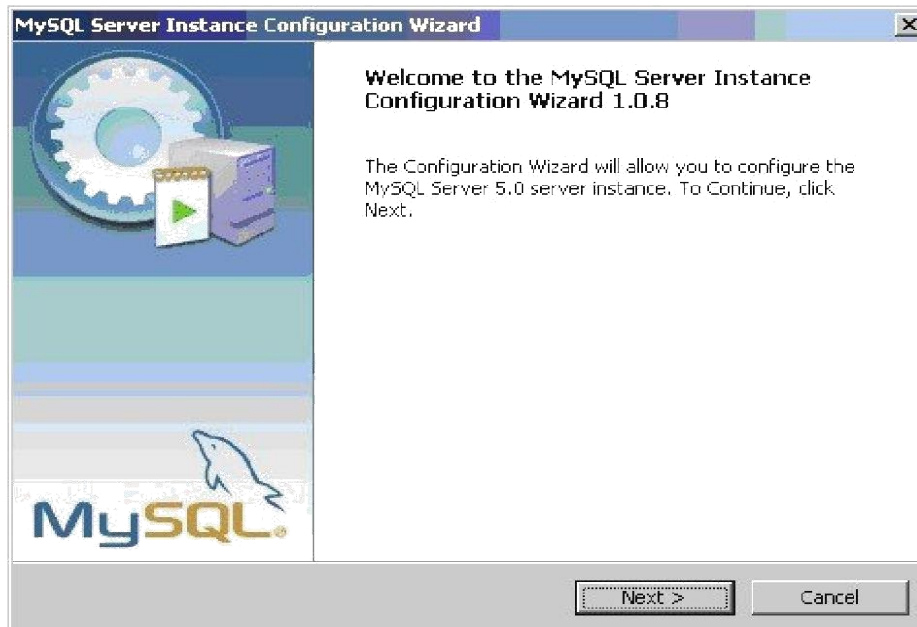 MySQL Server Instance Configuration Wizard
Welcome to the MySQL Server Instance
Configuration Wizard 1.0.8
The Configuration Wizard will allow you to configure the
MySQL Server 5.0 server instance. To Continue, click
Next.
MySQL®
Next >
Cancel